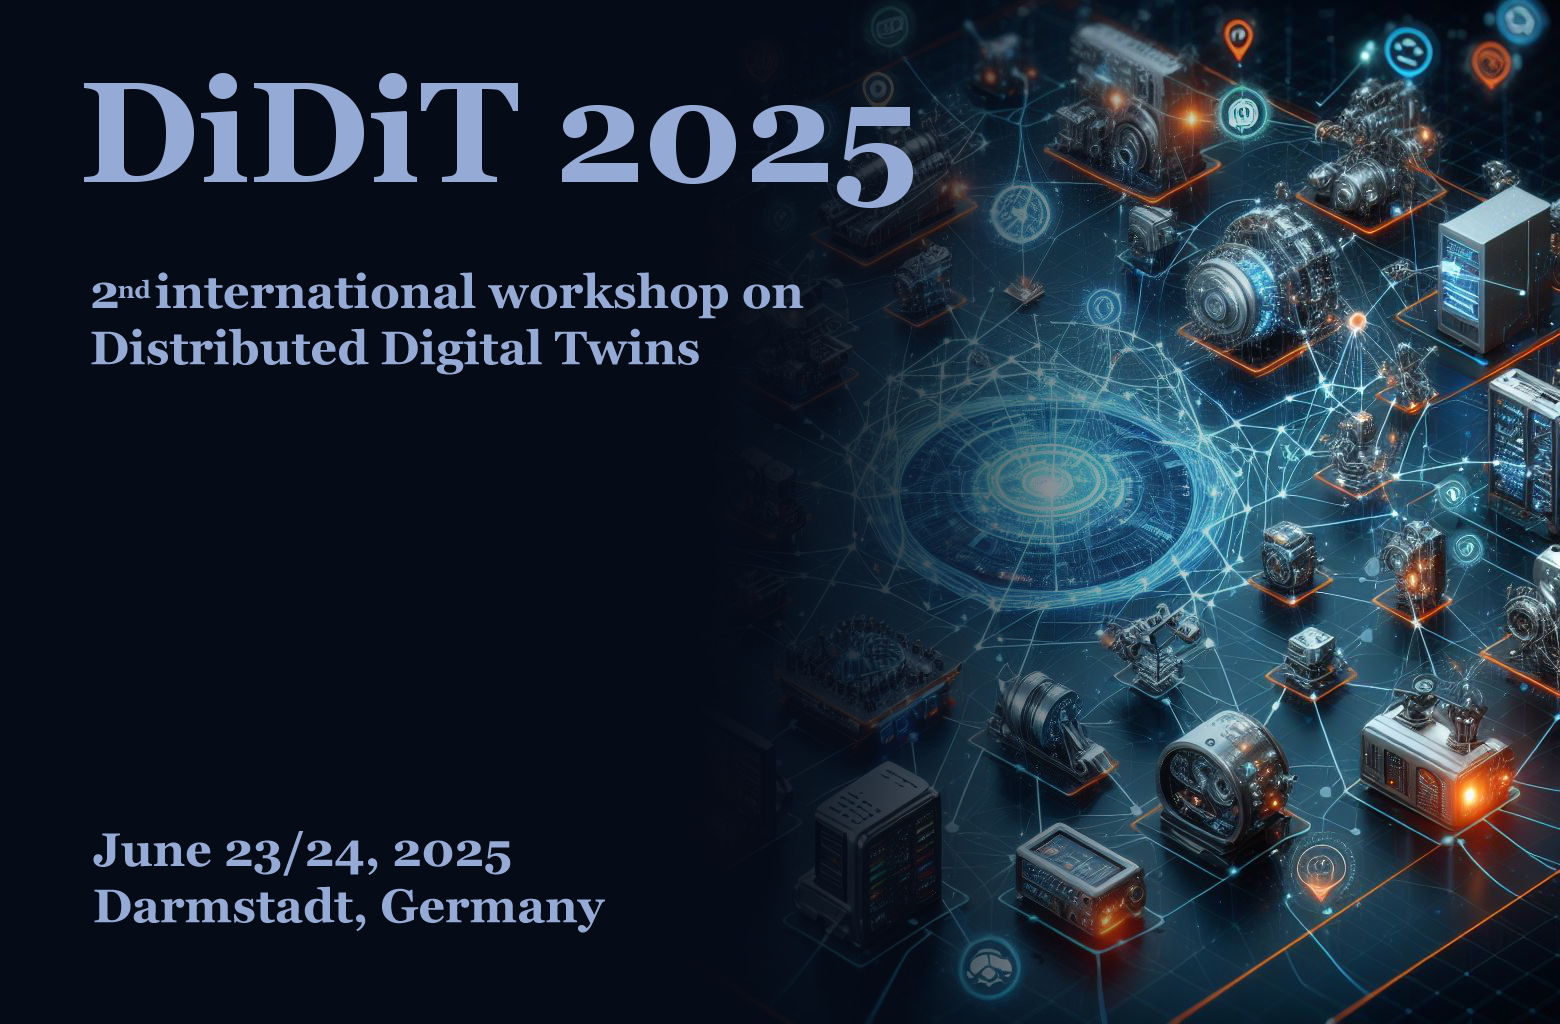 DiDiT 2025
2nd international workshop on
Distributed Digital Twins
June 23/24, 2025
Darmstadt, Germany